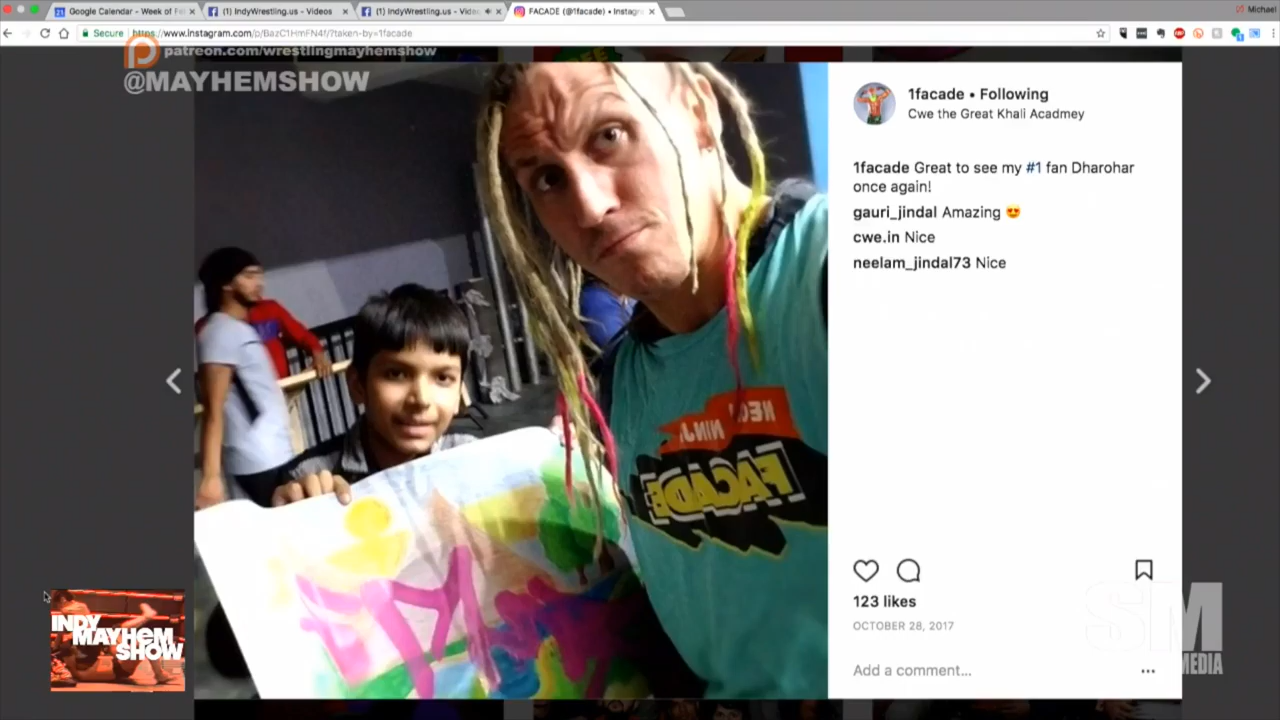 Google Calendar - Week of Fe
(1) IndyWrestling.us - Videos
(1) IndyWrestling.us - Video
FACADE (@1facade) • Instagr
Michael
Secure https://www.instagram.com/p/BazC1HmFN4f/?taken-by=1facade
patreon.com/wrestlingmayhemshow
@MAYHEMSHOW
1facade • Following
Cwe the Great Khali Acadmey
1facade Great to see my #1 fan Dharohar
once again!
gauri_jindal Amazing 😍
cwe.in Nice
neelam_jindal73 Nice
NEON
NINJA
FACADE
123 likes
OCTOBER 28, 2017
Add a comment...
INDY
MAYHEM
SHOW
SM
MEDIA